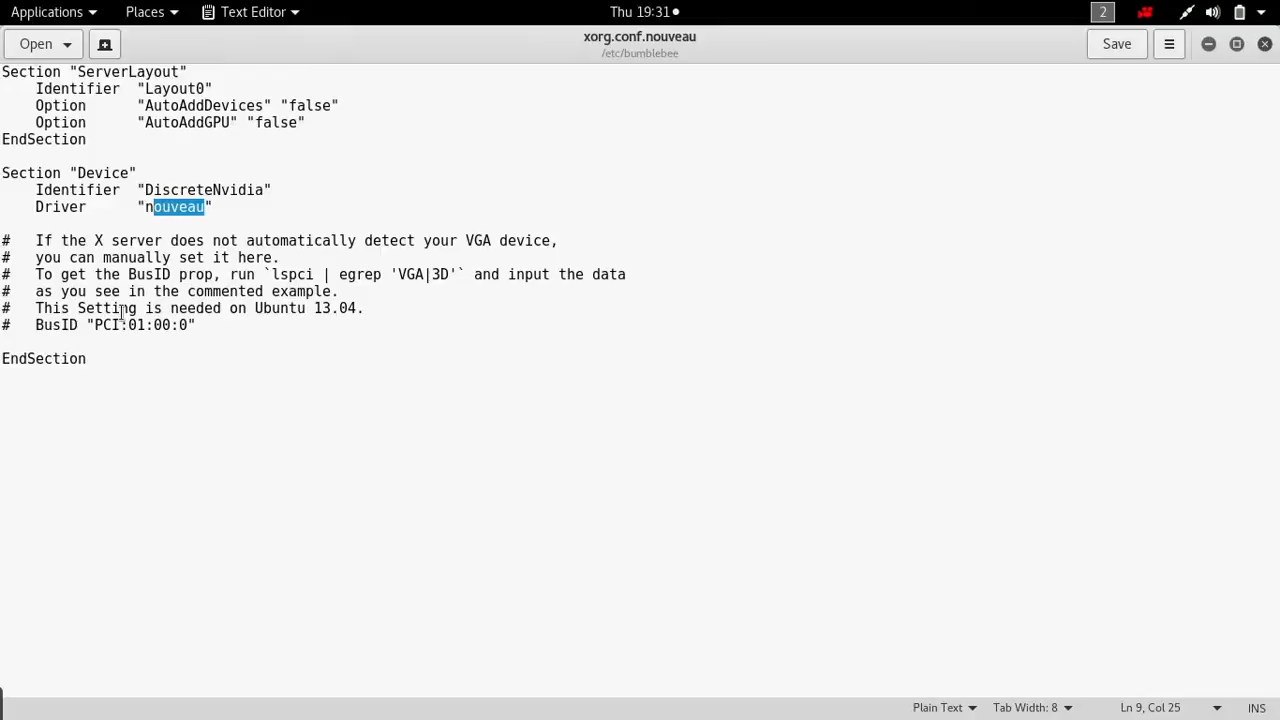 Applications Places Text Editor Thu 19:31 2
Open xorg.conf.nouveau Save
/etc/bumblebee
Section "ServerLayout"
    Identifier  "Layout0"
    Option      "AutoAddDevices" "false"
    Option      "AutoAddGPU" "false"
EndSection

Section "Device"
    Identifier  "DiscreteNvidia"
    Driver      "nouveau"

#   If the X server does not automatically detect your VGA device,
#   you can manually set it here.
#   To get the BusID prop, run `lspci | egrep 'VGA|3D'` and input the data
#   as you see in the commented example.
#   This Setting is needed on Ubuntu 13.04.
#   BusID "PCI:01:00:0"

EndSection
Plain Text Tab Width: 8 Ln 9, Col 25 INS